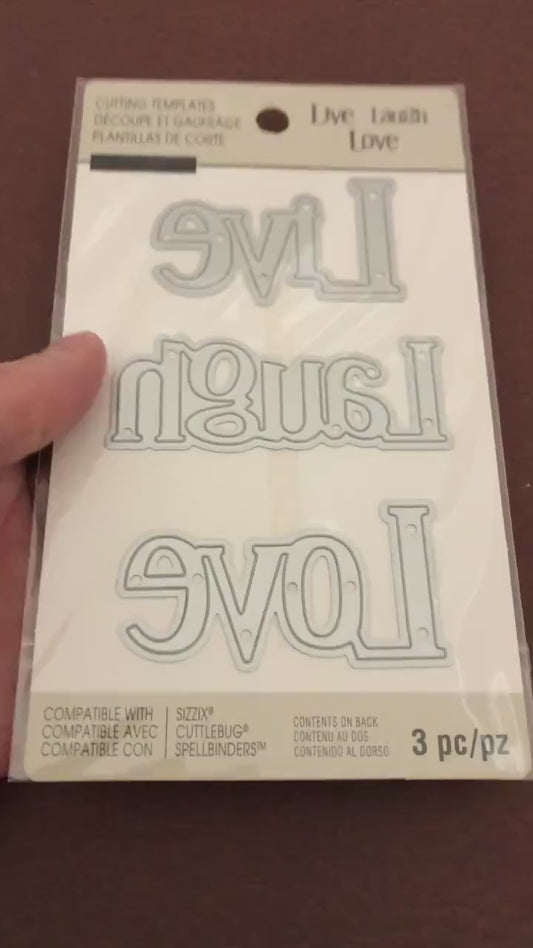 CUTTING TEMPLATES
DÉCOUPE ET GAUFRAGE
PLANTILLAS DE CORTE
Live Laugh
Love
Live
Laugh
Love
COMPATIBLE WITH
COMPATIBLE AVEC
COMPATIBLE CON
SIZZIX®
CUTTLEBUG®
SPELLBINDERS™
CONTENTS ON BACK
CONTENU AU DOS
CONTENIDO AL DORSO
3 pc/pz